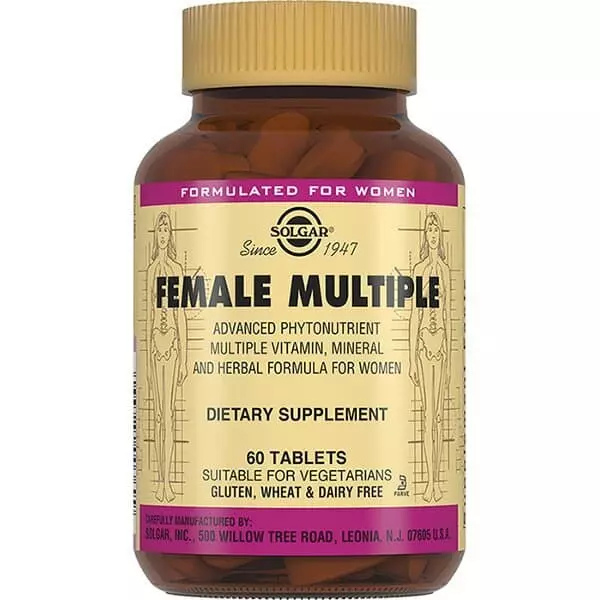 FORMULATED FOR WOMEN
SOLGAR®
Since 1947
FEMALE MULTIPLE
ADVANCED PHYTONUTRIENT
MULTIPLE VITAMIN, MINERAL
AND HERBAL FORMULA FOR WOMEN
DIETARY SUPPLEMENT
60 TABLETS
SUITABLE FOR VEGETARIANS
GLUTEN, WHEAT & DAIRY FREE
PARVE
CAREFULLY MANUFACTURED BY:
SOLGAR, INC., 500 WILLOW TREE ROAD, LEONIA, N.J. 07605 U.S.A.